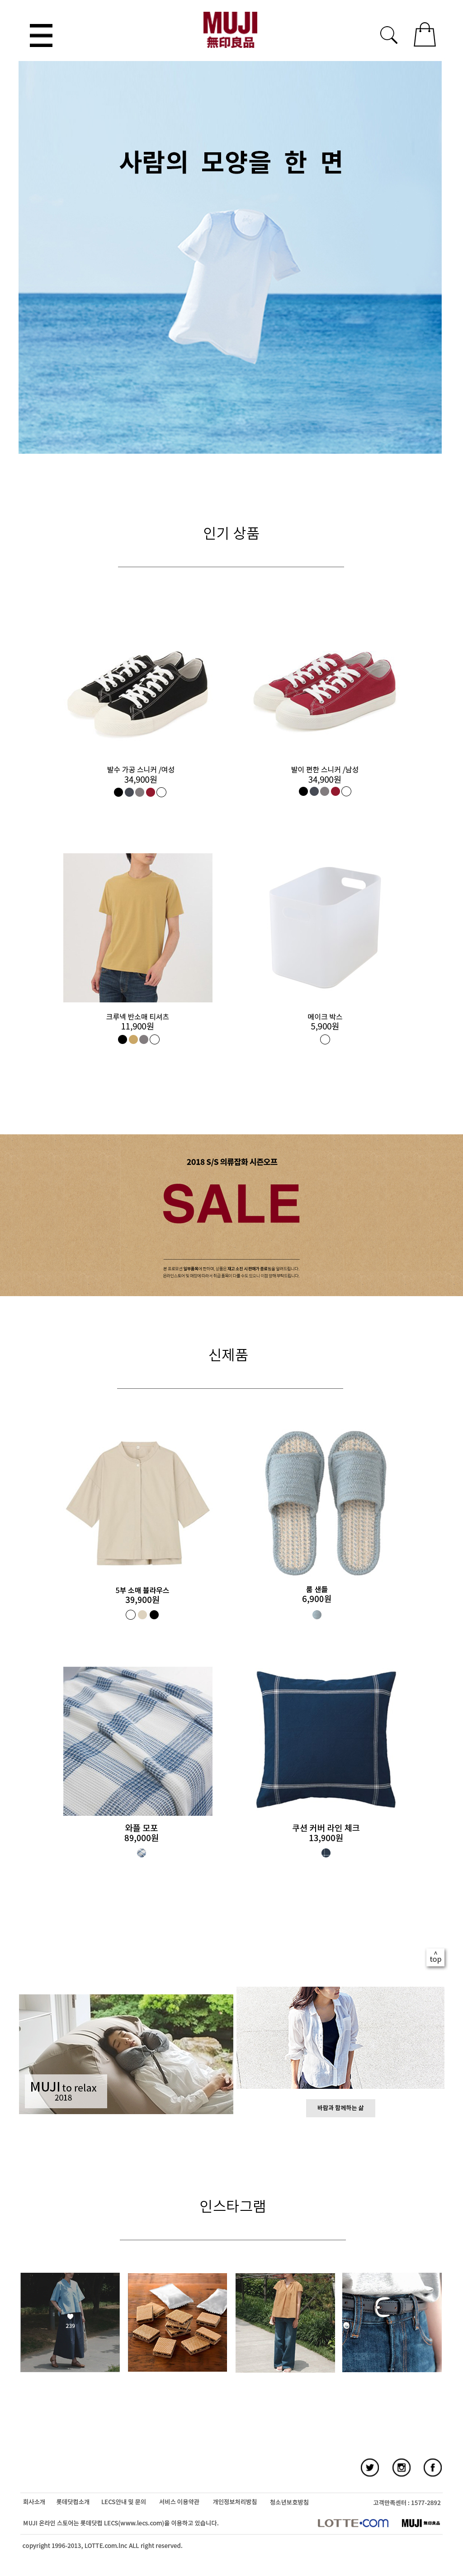 MUJI
無印良品
사람의 모양을 한 면
인기 상품
발수 가공 스니커 /여성
34,900원
발이 편한 스니커 /남성
34,900원
크루넥 반소매 티셔츠
11,900원
메이크 박스
5,900원
2018 S/S 의류잡화 시즌오프
SALE
신제품
5부 소매 블라우스
39,900원
룸 샌들
6,900원
와플 모포
89,000원
쿠션 커버 라인 체크
13,900원
^
top
MUJI to relax
2018
바람과 함께하는 삶
인스타그램
239
회사소개 롯데닷컴소개 LECS안내 및 문의 서비스 이용약관 개인정보처리방침 청소년보호방침
고객만족센터 : 1577-2892
MUJI 온라인 스토어는 롯데닷컴 LECS(www.lecs.com)을 이용하고 있습니다.
LOTTE•COM
MUJI 無印良品
copyright 1996-2013, LOTTE.com.lnc ALL right reserved.